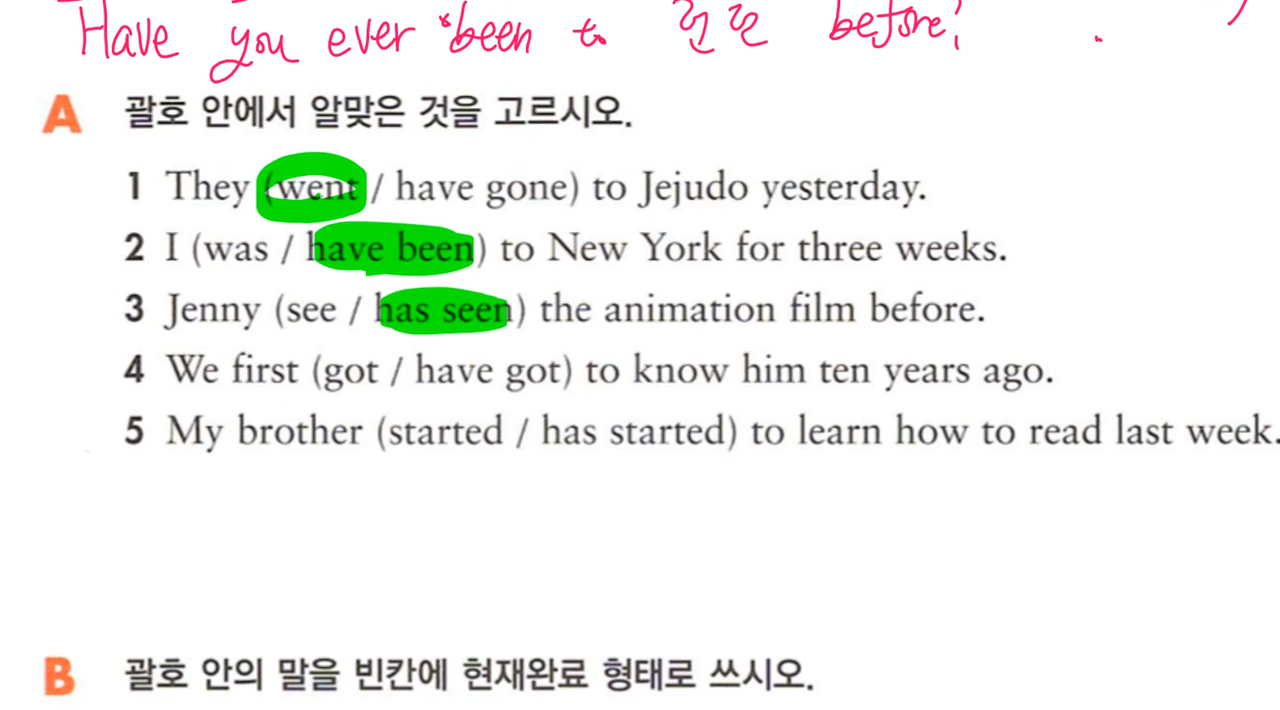 Have you ever been to 런던 before?
A 괄호 안에서 알맞은 것을 고르시오.
1 They (went / have gone) to Jejudo yesterday.
2 I (was / have been) to New York for three weeks.
3 Jenny (see / has seen) the animation film before.
4 We first (got / have got) to know him ten years ago.
5 My brother (started / has started) to learn how to read last week.
B 괄호 안의 말을 빈칸에 현재완료 형태로 쓰시오.